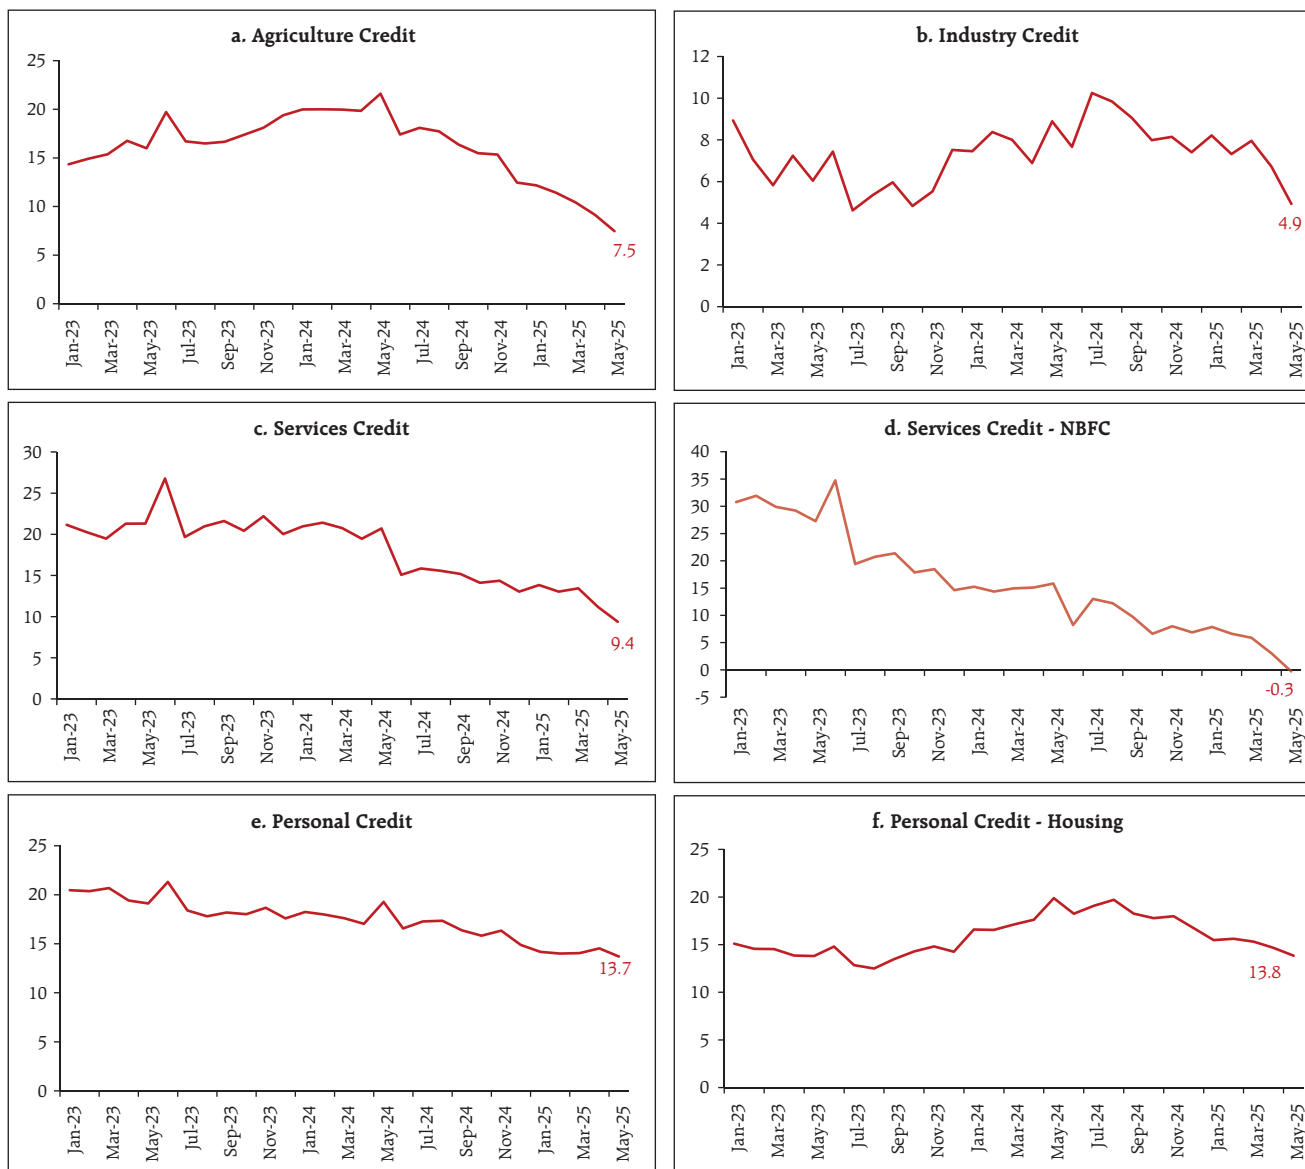 a. Agriculture Credit
25
20
15
10
5
0
7.5
Jan-23
Mar-23
May-23
Jul-23
Sep-23
Nov-23
Jan-24
Mar-24
May-24
Jul-24
Sep-24
Nov-24
Jan-25
Mar-25
May-25
b. Industry Credit
12
10
8
6
4
2
0
4.9
Jan-23
Mar-23
May-23
Jul-23
Sep-23
Nov-23
Jan-24
Mar-24
May-24
Jul-24
Sep-24
Nov-24
Jan-25
Mar-25
May-25
c. Services Credit
30
25
20
15
10
5
0
9.4
Jan-23
Mar-23
May-23
Jul-23
Sep-23
Nov-23
Jan-24
Mar-24
May-24
Jul-24
Sep-24
Nov-24
Jan-25
Mar-25
May-25
d. Services Credit - NBFC
40
35
30
25
20
15
10
5
0
-5
-0.3
Jan-23
Mar-23
May-23
Jul-23
Sep-23
Nov-23
Jan-24
Mar-24
May-24
Jul-24
Sep-24
Nov-24
Jan-25
Mar-25
May-25
e. Personal Credit
25
20
15
10
5
0
13.7
Jan-23
Mar-23
May-23
Jul-23
Sep-23
Nov-23
Jan-24
Mar-24
May-24
Jul-24
Sep-24
Nov-24
Jan-25
Mar-25
May-25
f. Personal Credit - Housing
25
20
15
10
5
0
13.8
Jan-23
Mar-23
May-23
Jul-23
Sep-23
Nov-23
Jan-24
Mar-24
May-24
Jul-24
Sep-24
Nov-24
Jan-25
Mar-25
May-25